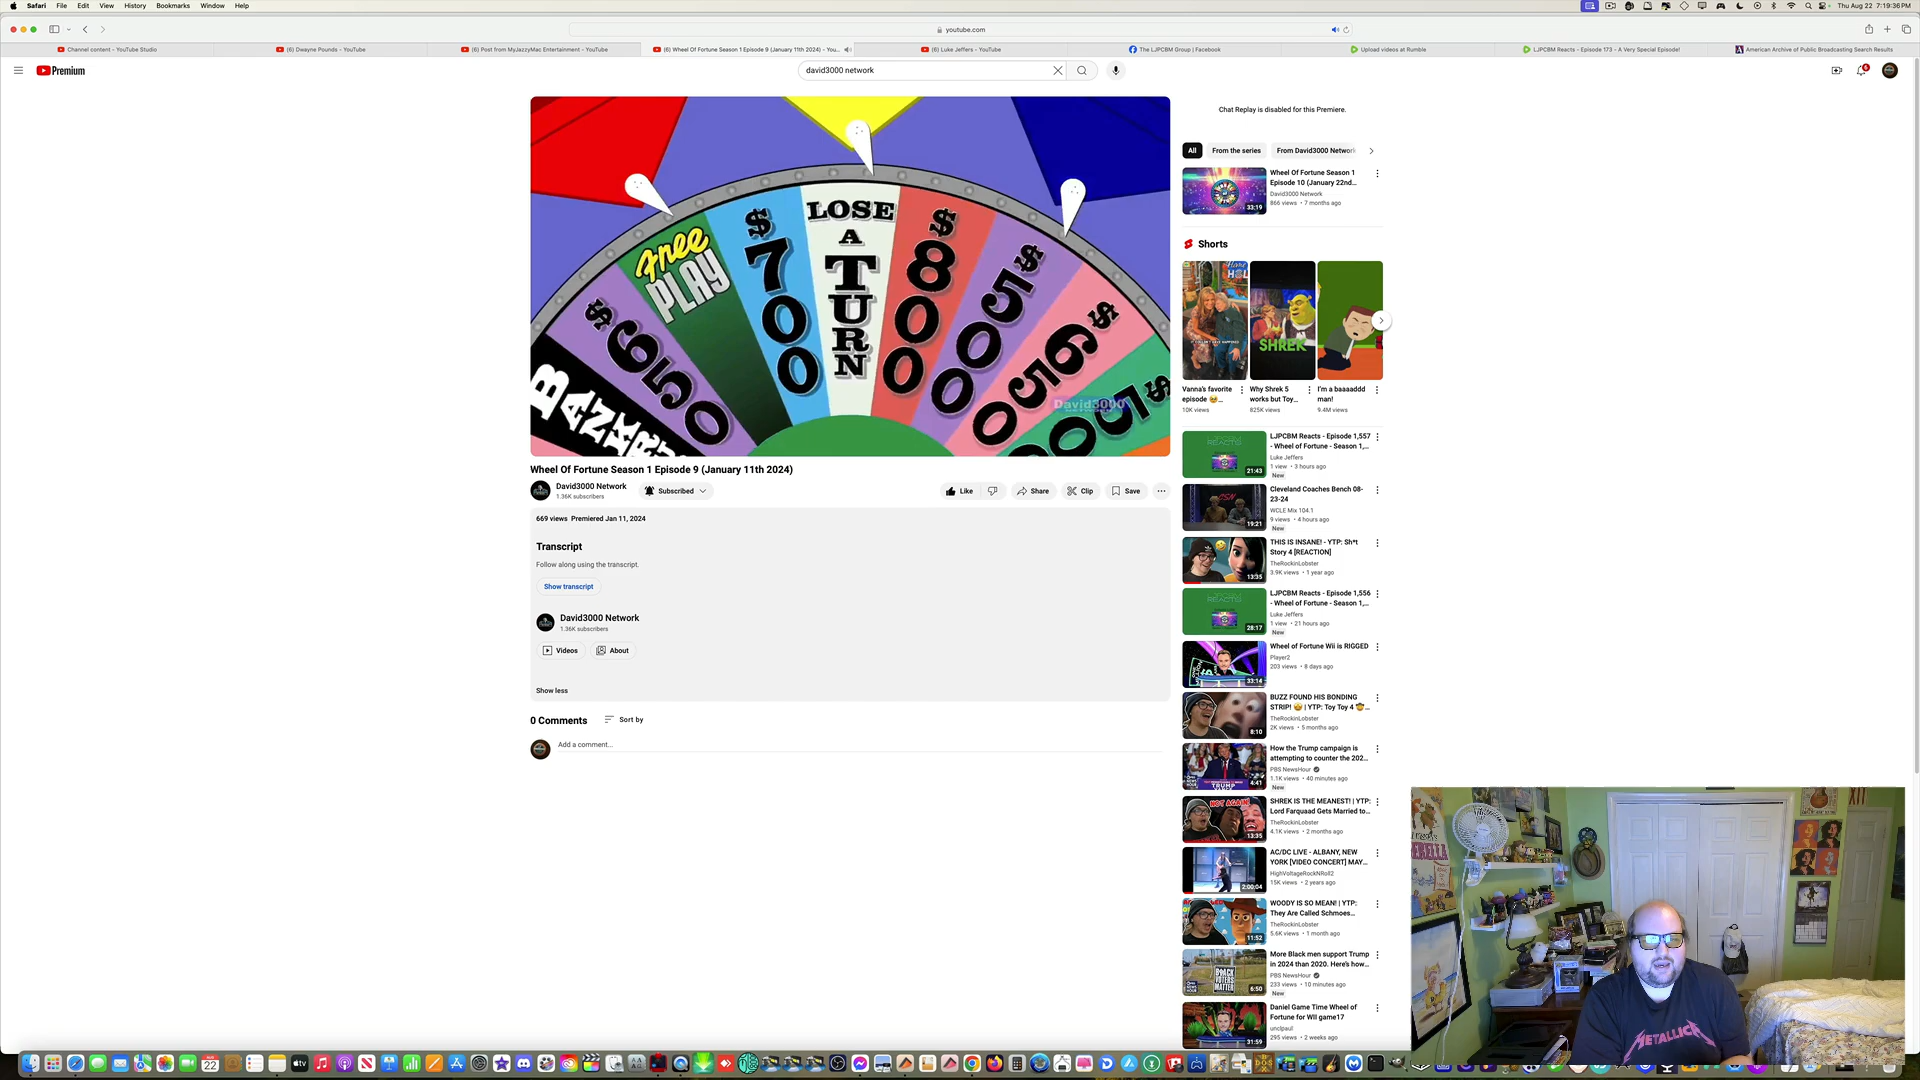 Safari File Edit View History Bookmarks Window Help
Thu Aug 22 7:19:36 PM
youtube.com
Channel content - YouTube Studio
(6) Dwayne Pounds - YouTube
(6) Post from MyJazzyMac Entertainment - YouTube
(6) Wheel Of Fortune Season 1 Episode 9 (January 11th 2024) - You...
(6) Luke Jeffers - YouTube
The LJPCBM Group | Facebook
Upload videos at Rumble
LJPCBM Reacts - Episode 173 - A Very Special Episode!
American Archive of Public Broadcasting Search Results
Premium
david3000 network
6
BANKRUPT
$650
Free PLAY
$700
LOSE A TURN
$800
$500
$650
David3000
Wheel Of Fortune Season 1 Episode 9 (January 11th 2024)
David3000 Network
1.36K subscribers
Subscribed
Like
Share
Clip
Save
669 views Premiered Jan 11, 2024
Transcript
Follow along using the transcript.
Show transcript
David3000 Network
1.36K subscribers
Videos
About
Show less
0 Comments
Sort by
Add a comment...
Chat Replay is disabled for this Premiere.
All
From the series
From David3000 Network
Wheel Of Fortune Season 1
Episode 10 (January 22nd...
David3000 Network
866 views • 7 months ago
33:19
Shorts
SHREK
Vanna's favorite
episode 🥹...
10K views
Why Shrek 5
works but Toy...
825K views
I'm a baaaaddd
man!
9.4M views
LJPCBM Reacts - Episode 1,557
- Wheel of Fortune - Season 1,...
Luke Jeffers
1 view • 3 hours ago
New
21:43
Cleveland Coaches Bench 08-
23-24
WCLE Mix 104.1
9 views • 4 hours ago
New
19:21
THIS IS INSANE! - YTP: Sh*t
Story 4 [REACTION]
TheRockinLobster
3.9K views • 1 year ago
13:35
LJPCBM Reacts - Episode 1,556
- Wheel of Fortune - Season 1,...
Luke Jeffers
1 view • 21 hours ago
New
28:17
Wheel of Fortune Wii is RIGGED
Player2
203 views • 8 days ago
33:14
BUZZ FOUND HIS BONDING
STRIP! 🤩 | YTP: Toy Toy 4 🤠...
TheRockinLobster
2K views • 5 months ago
8:10
How the Trump campaign is
attempting to counter the 202...
PBS NewsHour
1.1K views • 40 minutes ago
New
4:41
SHREK IS THE MEANEST! | YTP:
Lord Farquaad Gets Married to...
TheRockinLobster
4.1K views • 2 months ago
NOT AGAIN!
13:35
AC/DC LIVE - ALBANY, NEW
YORK [VIDEO CONCERT] MAY...
HighVoltageRockNRoll2
15K views • 2 years ago
2:00:04
WOODY IS SO MEAN! | YTP:
They Are Called Schmoes...
TheRockinLobster
5.6K views • 1 month ago
11:52
More Black men support Trump
in 2024 than 2020. Here's how...
PBS NewsHour
233 views • 10 minutes ago
New
BLACK VOTERS MATTER
6:50
Daniel Game Time Wheel of
Fortune for WII game17
unclpaul
295 views • 2 weeks ago
31:59
METALLICA